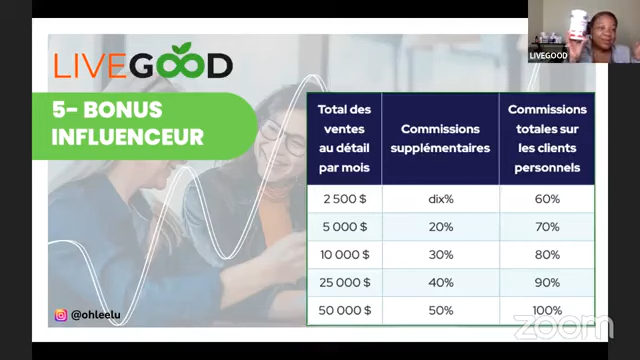 LIVEGOOD
5- BONUS
INFLUENCEUR
Total des
ventes
au détail
par mois
Commissions
supplémentaires
Commissions
totales sur
les clients
personnels
2 500 $ dix% 60%
5 000 $ 20% 70%
10 000 $ 30% 80%
25 000 $ 40% 90%
50 000 $ 50% 100%
@ohleelu
LIVEGOOD
zoom